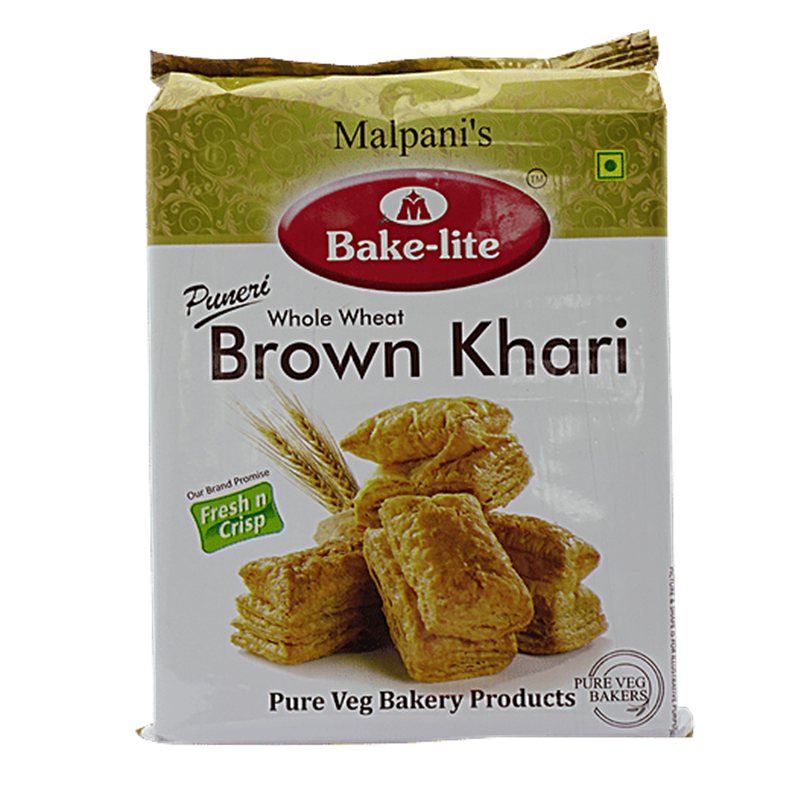 Malpani's
TM
M
Bake-lite
Puneri
Whole Wheat
Brown Khari
Our Brand Promise
Fresh n
Crisp
Pure Veg Bakery Products
PURE VEG
BAKERS